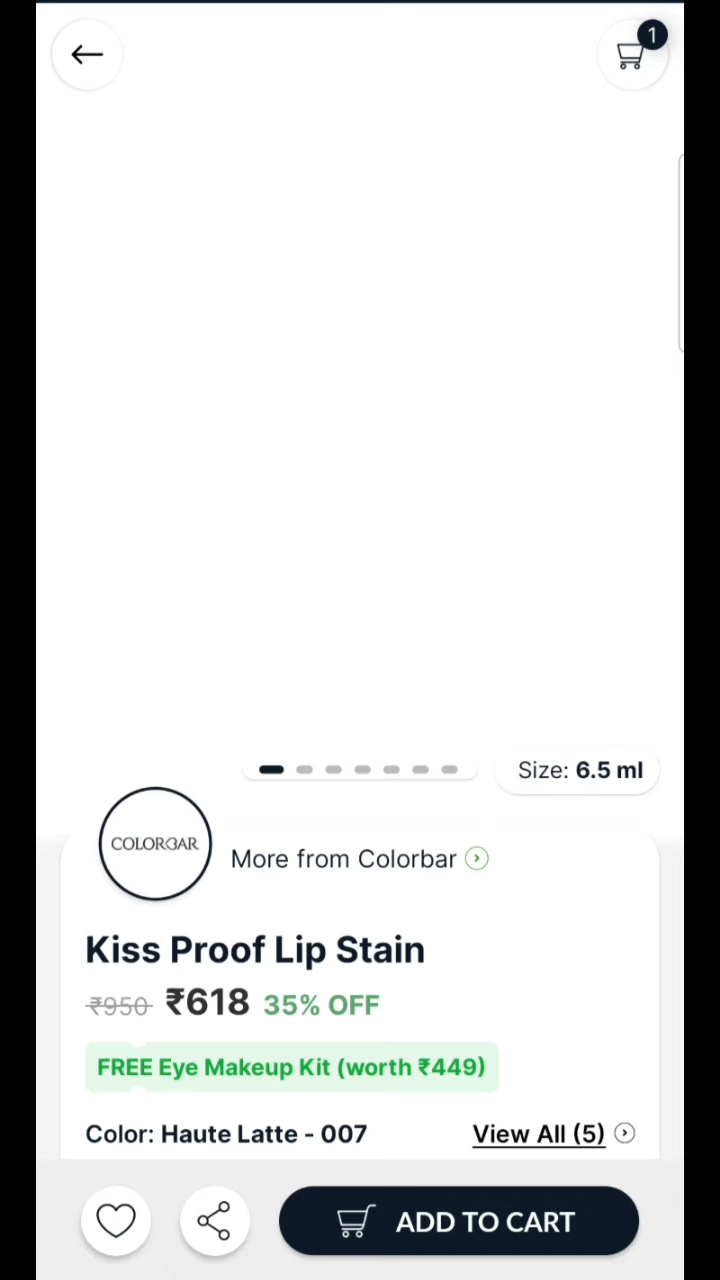 1
Size: 6.5 ml
COLORBAR
More from Colorbar
Kiss Proof Lip Stain
₹950 ₹618 35% OFF
FREE Eye Makeup Kit (worth ₹449)
Color: Haute Latte - 007 View All (5)
ADD TO CART